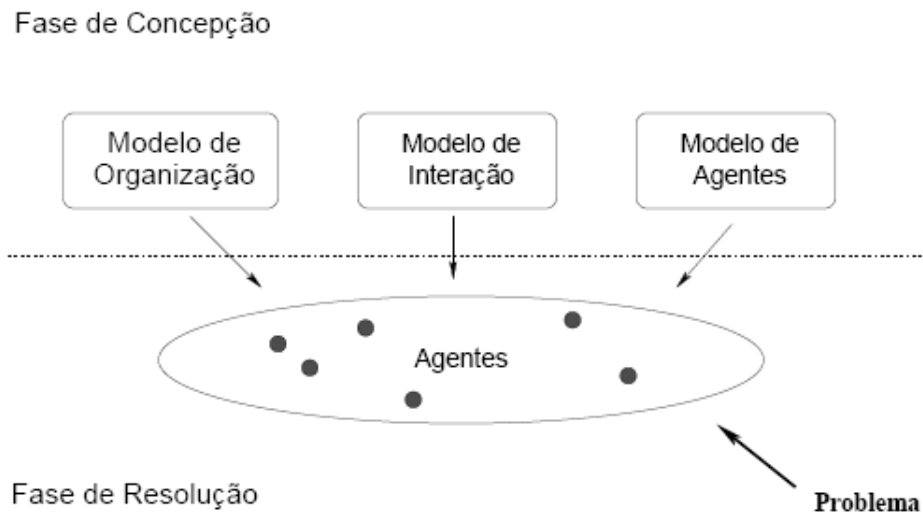 Fase de Concepção
Modelo de
Organização
Modelo de
Interação
Modelo de
Agentes
Agentes
Fase de Resolução
Problema